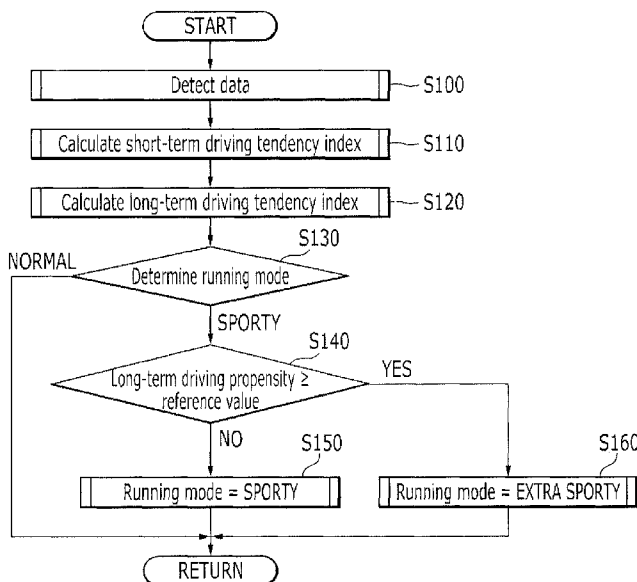 START
Detect data
S100
Calculate short-term driving tendency index
S110
Calculate long-term driving tendency index
S120
S130
NORMAL
Determine running mode
SPORTY
S140
Long-term driving propensity ≥
reference value
YES
NO
S150
S160
Running mode = SPORTY
Running mode = EXTRA SPORTY
RETURN